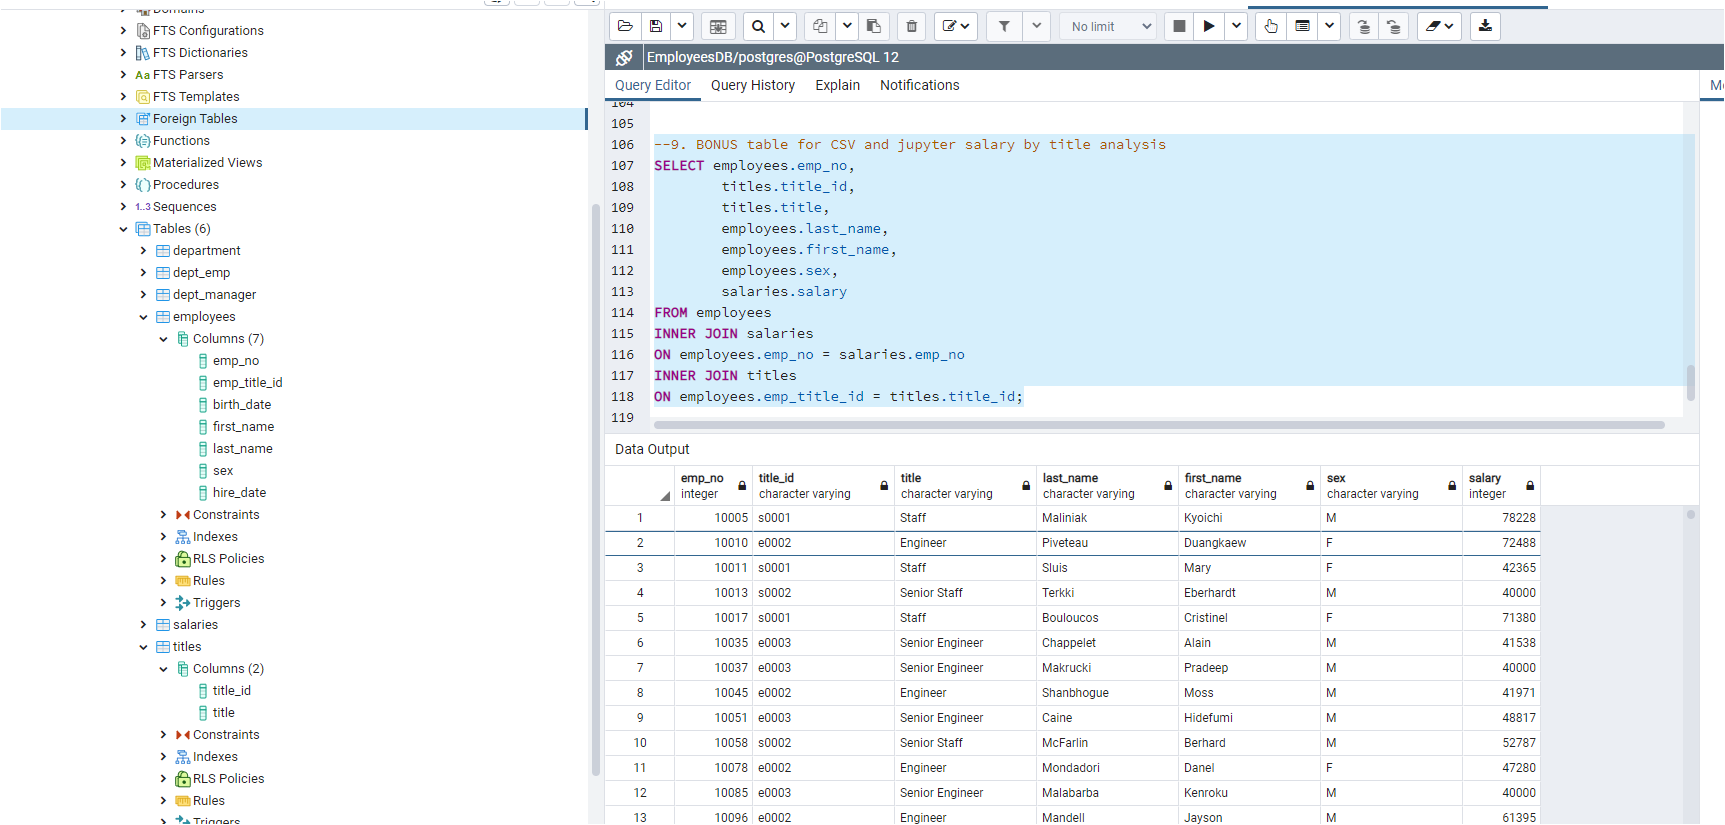 Domains
FTS Configurations
FTS Dictionaries
Aa FTS Parsers
FTS Templates
Foreign Tables
Functions
Materialized Views
Procedures
1..3 Sequences
Tables (6)
department
dept_emp
dept_manager
employees
Columns (7)
emp_no
emp_title_id
birth_date
first_name
last_name
sex
hire_date
Constraints
Indexes
RLS Policies
Rules
Triggers
salaries
titles
Columns (2)
title_id
title
Constraints
Indexes
RLS Policies
Rules
Triggers
No limit
EmployeesDB/postgres@PostgreSQL 12
Query Editor Query History Explain Notifications
104
105
106 --9. BONUS table for CSV and jupyter salary by title analysis
107 SELECT employees.emp_no,
108 titles.title_id,
109 titles.title,
110 employees.last_name,
111 employees.first_name,
112 employees.sex,
113 salaries.salary
114 FROM employees
115 INNER JOIN salaries
116 ON employees.emp_no = salaries.emp_no
117 INNER JOIN titles
118 ON employees.emp_title_id = titles.title_id;
119
Data Output
emp_no title_id title last_name first_name sex salary
integer character varying character varying character varying character varying character varying integer
1 10005 s0001 Staff Maliniak Kyoichi M 78228
2 10010 e0002 Engineer Piveteau Duangkaew F 72488
3 10011 s0001 Staff Sluis Mary F 42365
4 10013 s0002 Senior Staff Terkki Eberhardt M 40000
5 10017 s0001 Staff Bouloucos Cristinel F 71380
6 10035 e0003 Senior Engineer Chappelet Alain M 41538
7 10037 e0003 Senior Engineer Makrucki Pradeep M 40000
8 10045 e0002 Engineer Shanbhogue Moss M 41971
9 10051 e0003 Senior Engineer Caine Hidefumi M 48817
10 10058 s0002 Senior Staff McFarlin Berhard M 52787
11 10078 e0002 Engineer Mondadori Danel F 47280
12 10085 e0003 Senior Engineer Malabarba Kenroku M 40000
13 10096 e0002 Engineer Mandell Jayson M 61395